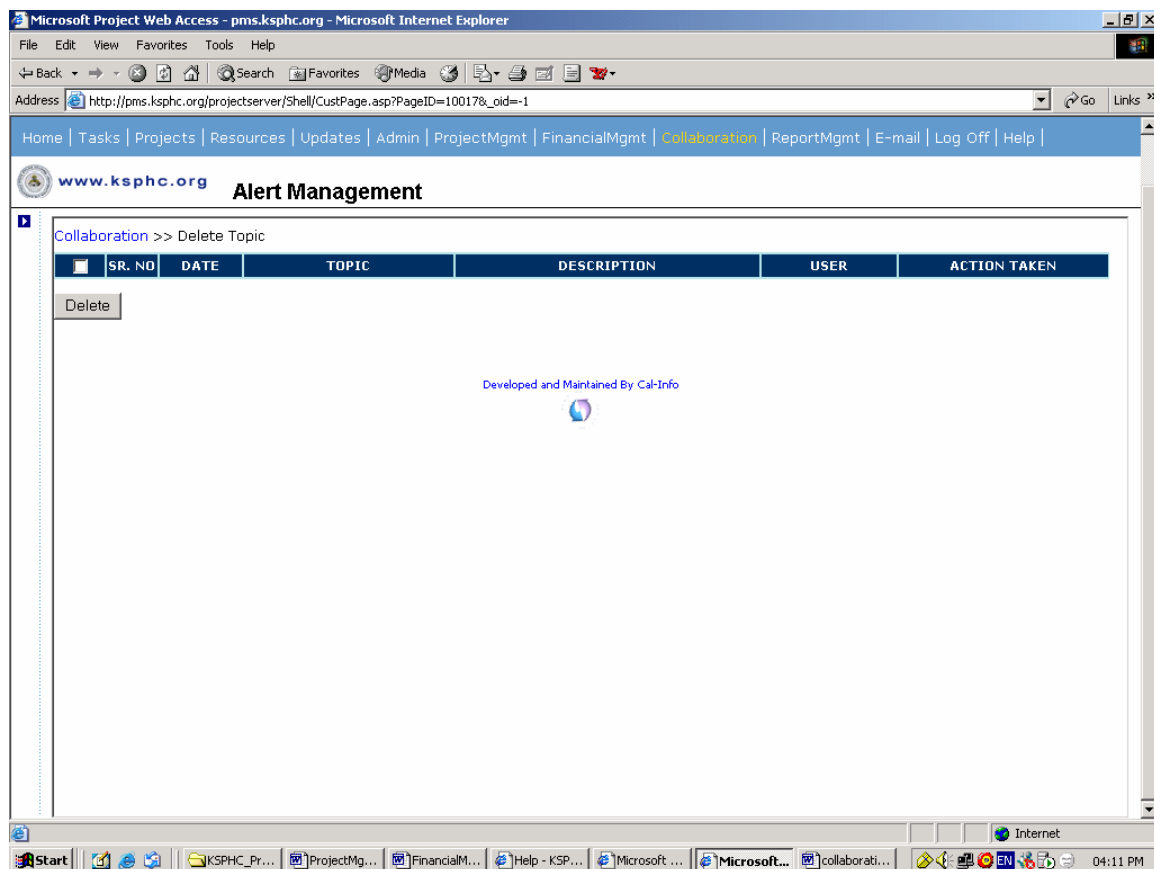 Microsoft Project Web Access - pms.ksphc.org - Microsoft Internet Explorer
File Edit View Favorites Tools Help
Back Search Favorites Media
Address http://pms.ksphc.org/projectserver/Shell/CustPage.asp?PageID=10017&_oid=-1 Go Links »
Home | Tasks | Projects | Resources | Updates | Admin | ProjectMgmt | FinancialMgmt | Collaboration | ReportMgmt | E-mail | Log Off | Help |
www.ksphc.org Alert Management
Collaboration >> Delete Topic
SR. NO DATE TOPIC DESCRIPTION USER ACTION TAKEN
Delete
Developed and Maintained By Cal-Info
Internet
Start KSPHC_Pr... ProjectMg... FinancialM... Help - KSP... Microsoft ... Microsoft... collaborati... EN 04:11 PM